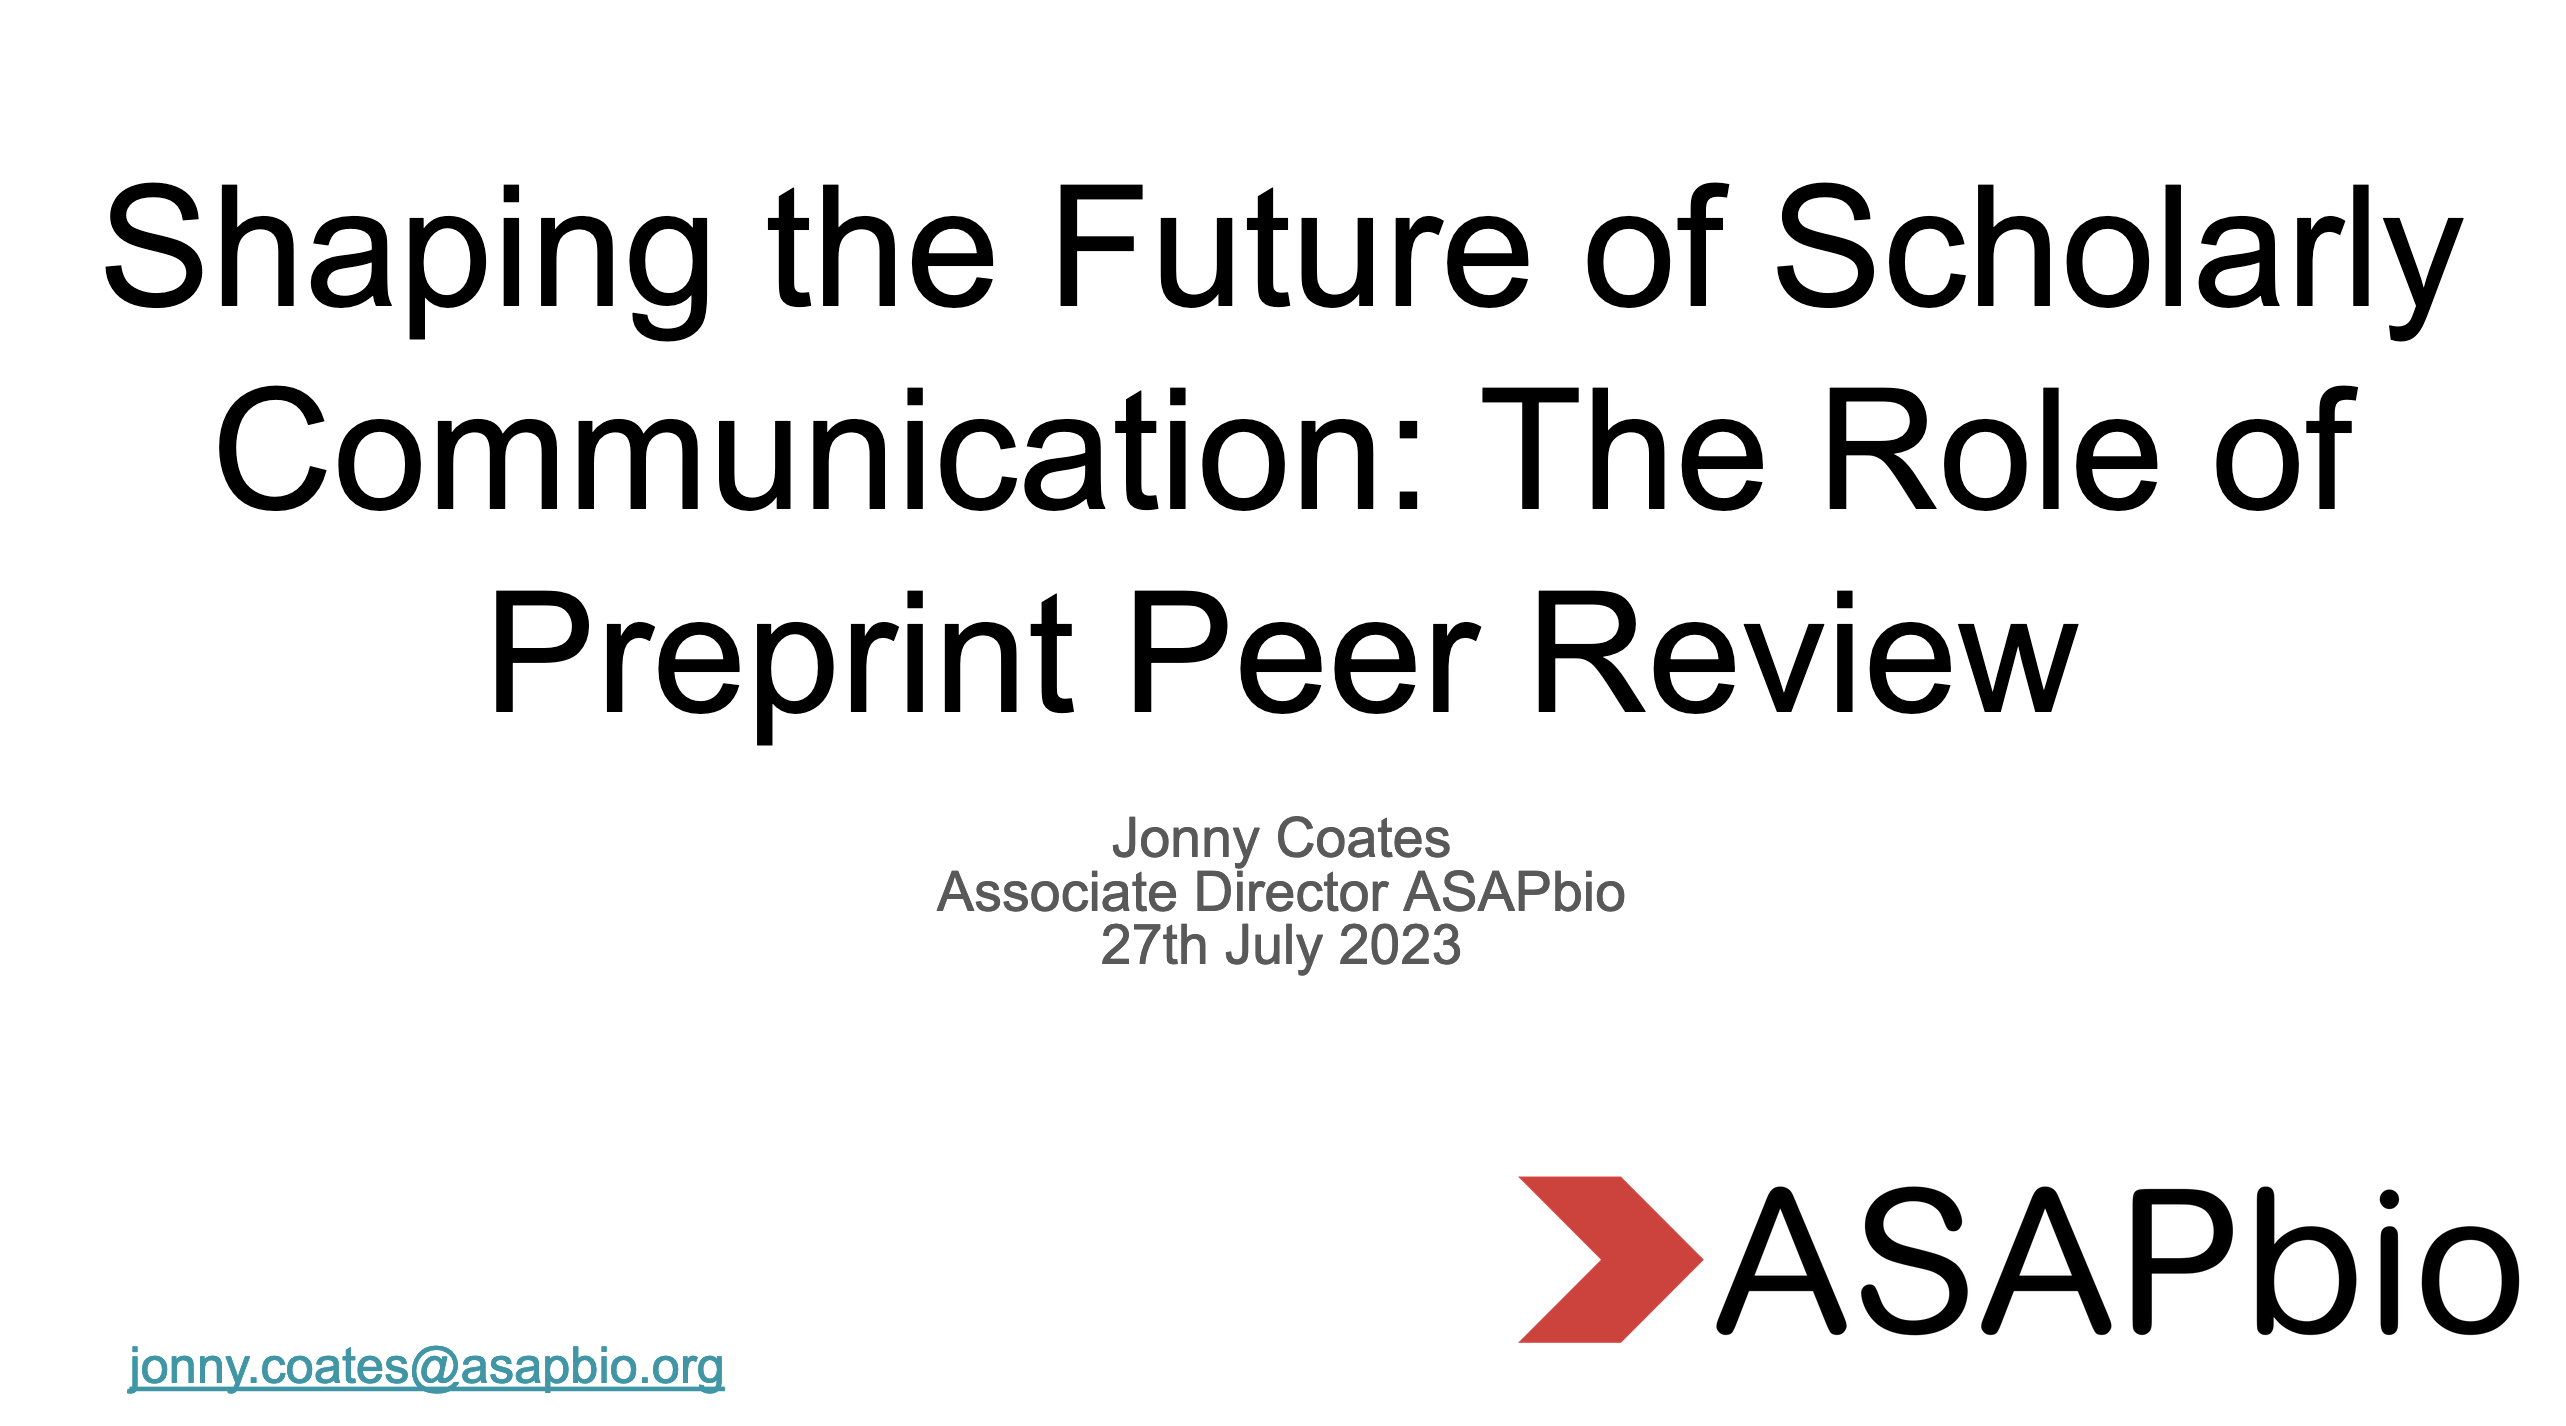 Shaping the Future of Scholarly
Communication: The Role of
Preprint Peer Review
Jonny Coates
Associate Director ASAPbio
27th July 2023
ASAPbio
jonny.coates@asapbio.org